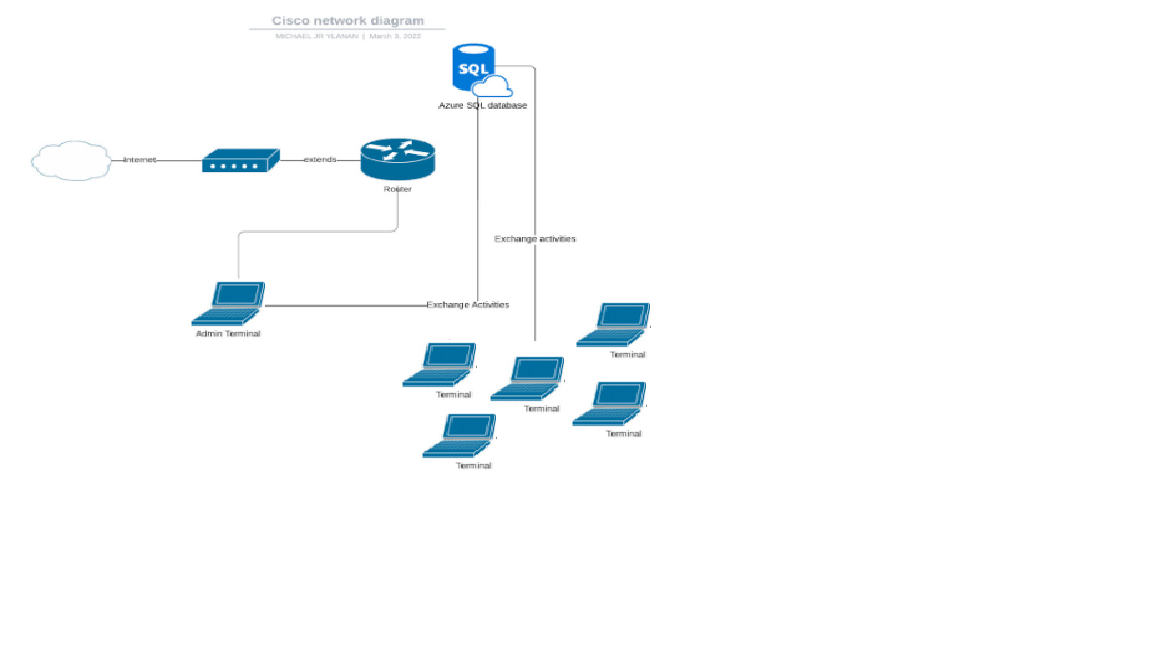 Cisco network diagram
MICHAEL JR YLANAN | March 3, 2022
SQL
Azure SQL database
Internet
extends
Router
Exchange activities
Exchange Activities
Admin Terminal
Terminal
Terminal
Terminal
Terminal
Terminal